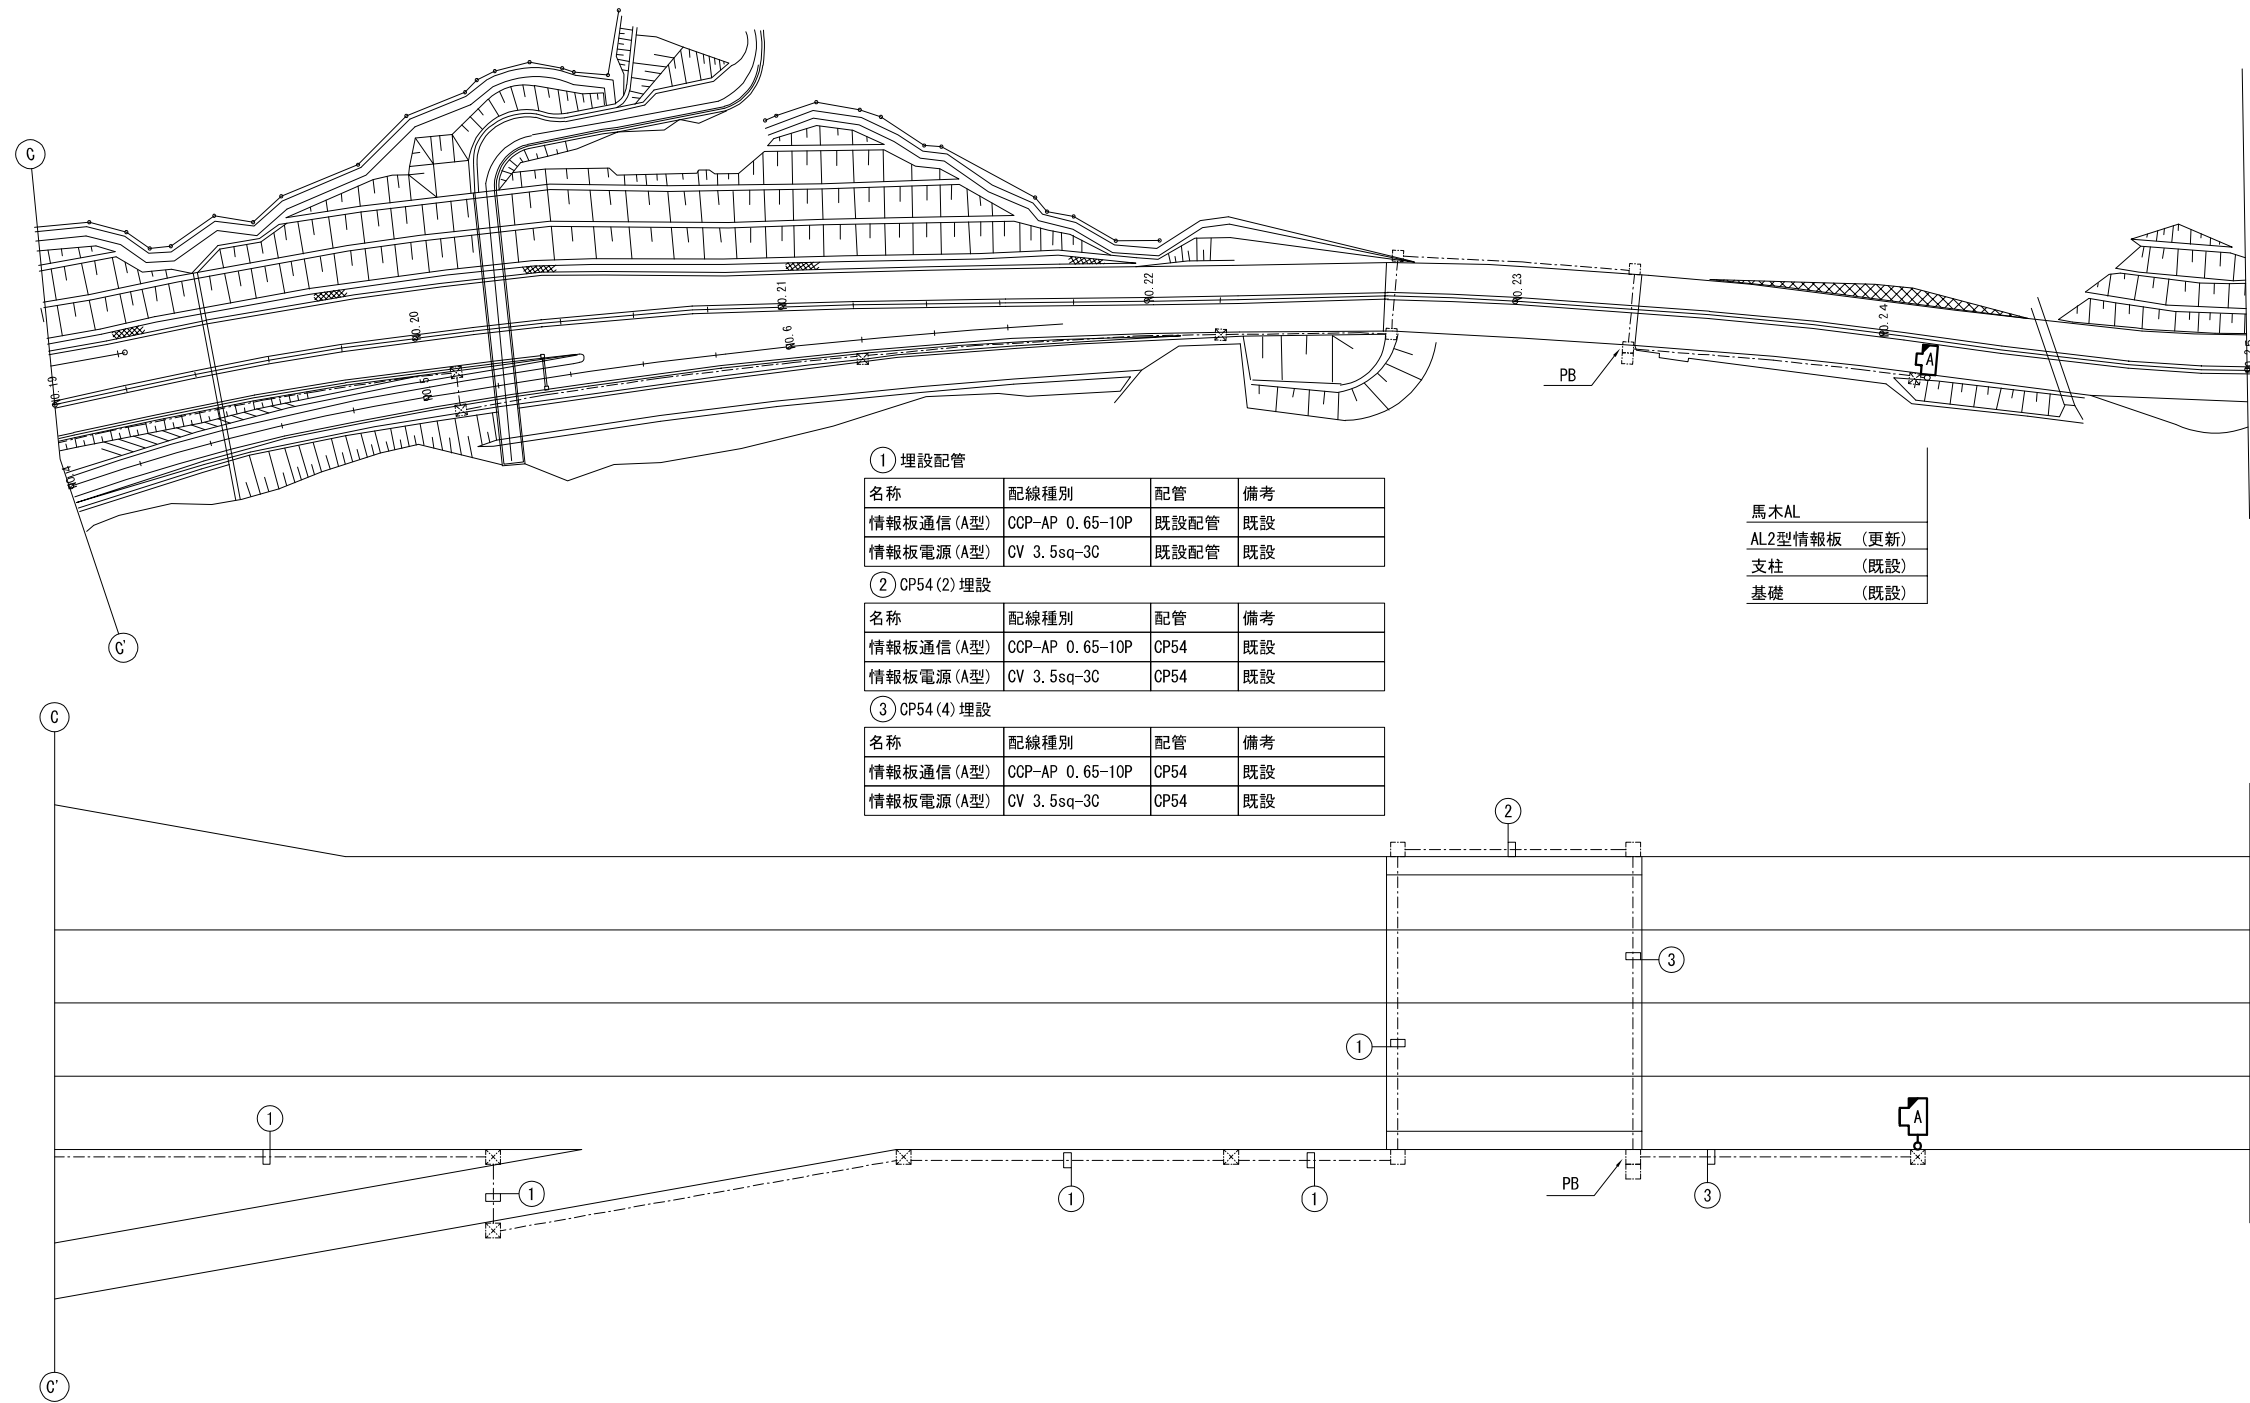 C
NO.19
NO.20
NO.21
NO.22
NO.23
NO.24
NO.5
NO.6
A
PB
C'
① 埋設配管
名称 配線種別 配管 備考
情報板通信(A型) CCP-AP 0.65-10P 既設配管 既設
情報板電源(A型) CV 3.5sq-3C 既設配管 既設
② CP54(2)埋設
名称 配線種別 配管 備考
情報板通信(A型) CCP-AP 0.65-10P CP54 既設
情報板電源(A型) CV 3.5sq-3C CP54 既設
③ CP54(4)埋設
名称 配線種別 配管 備考
情報板通信(A型) CCP-AP 0.65-10P CP54 既設
情報板電源(A型) CV 3.5sq-3C CP54 既設
馬木AL
AL2型情報板 (更新)
支柱 (既設)
基礎 (既設)
C
②
③
①
①
A
①
①
①
PB
③
C'